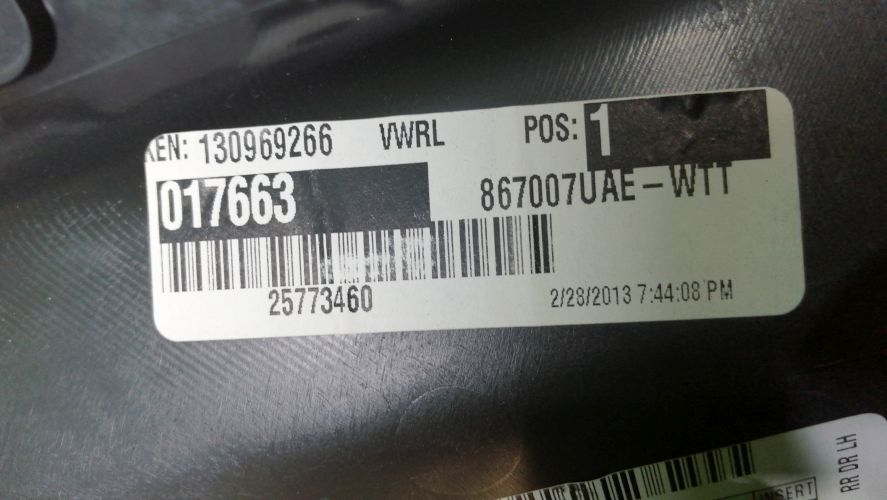 KEN: 130969266 VWRL POS: 1
017663 867007UAE-WTT
25773460 2/28/2013 7:44:08 PM
RR DR LH